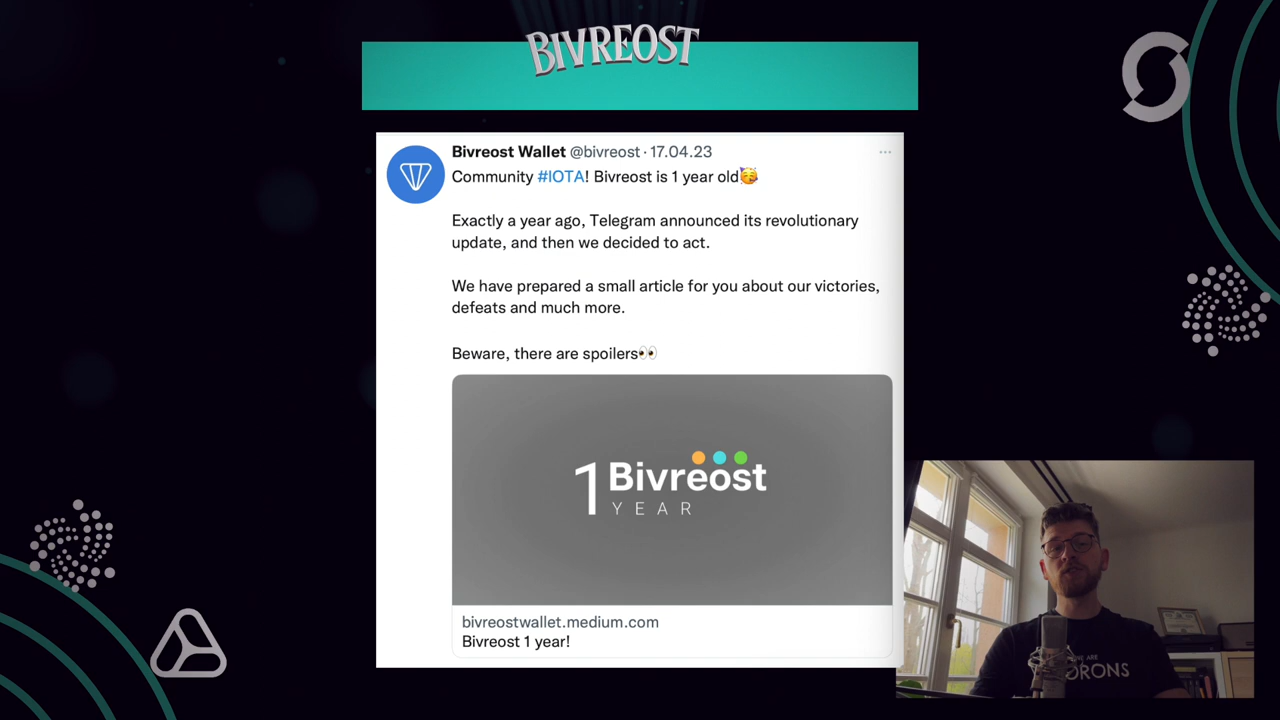 BIVREOST
Bivreost Wallet @bivreost · 17.04.23
Community #IOTA! Bivreost is 1 year old🥳
Exactly a year ago, Telegram announced its revolutionary
update, and then we decided to act.
We have prepared a small article for you about our victories,
defeats and much more.
Beware, there are spoilers👀
1 Bivreost
YEAR
bivreostwallet.medium.com
Bivreost 1 year!
ARE